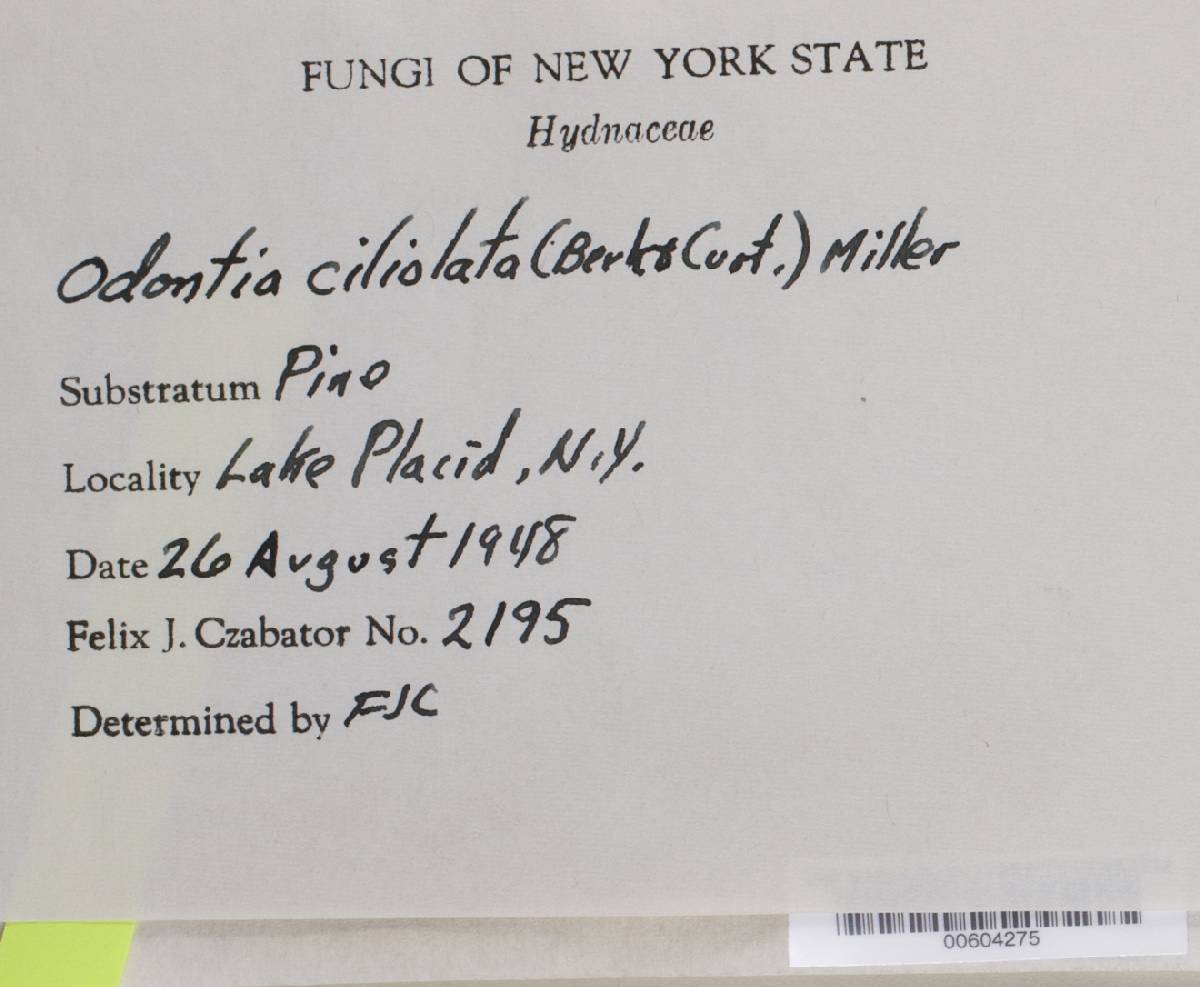 FUNGI OF NEW YORK STATE
Hydnaceae
Odontia ciliolata (Berk & Curt.) Miller
Substratum Pine
Locality Lake Placid, N.Y.
Date 26 August 1948
Felix J. Czabator No. 2195
Determined by FJC
00604275